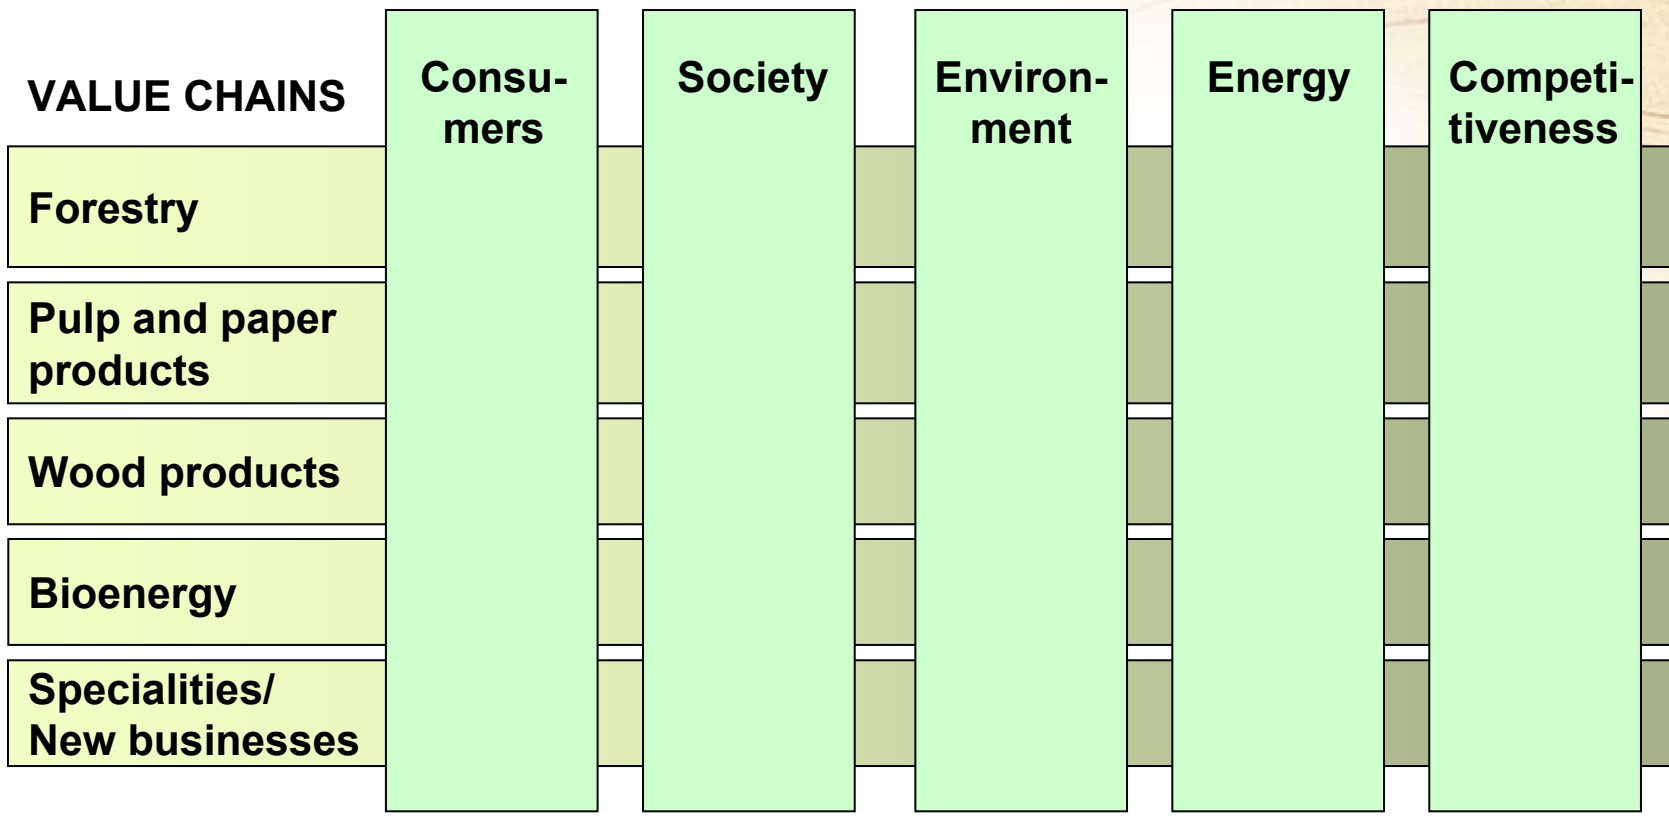 VALUE CHAINS
Consu-
mers
Society
Environ-
ment
Energy
Competi-
tiveness
Forestry
Pulp and paper
products
Wood products
Bioenergy
Specialities/
New businesses